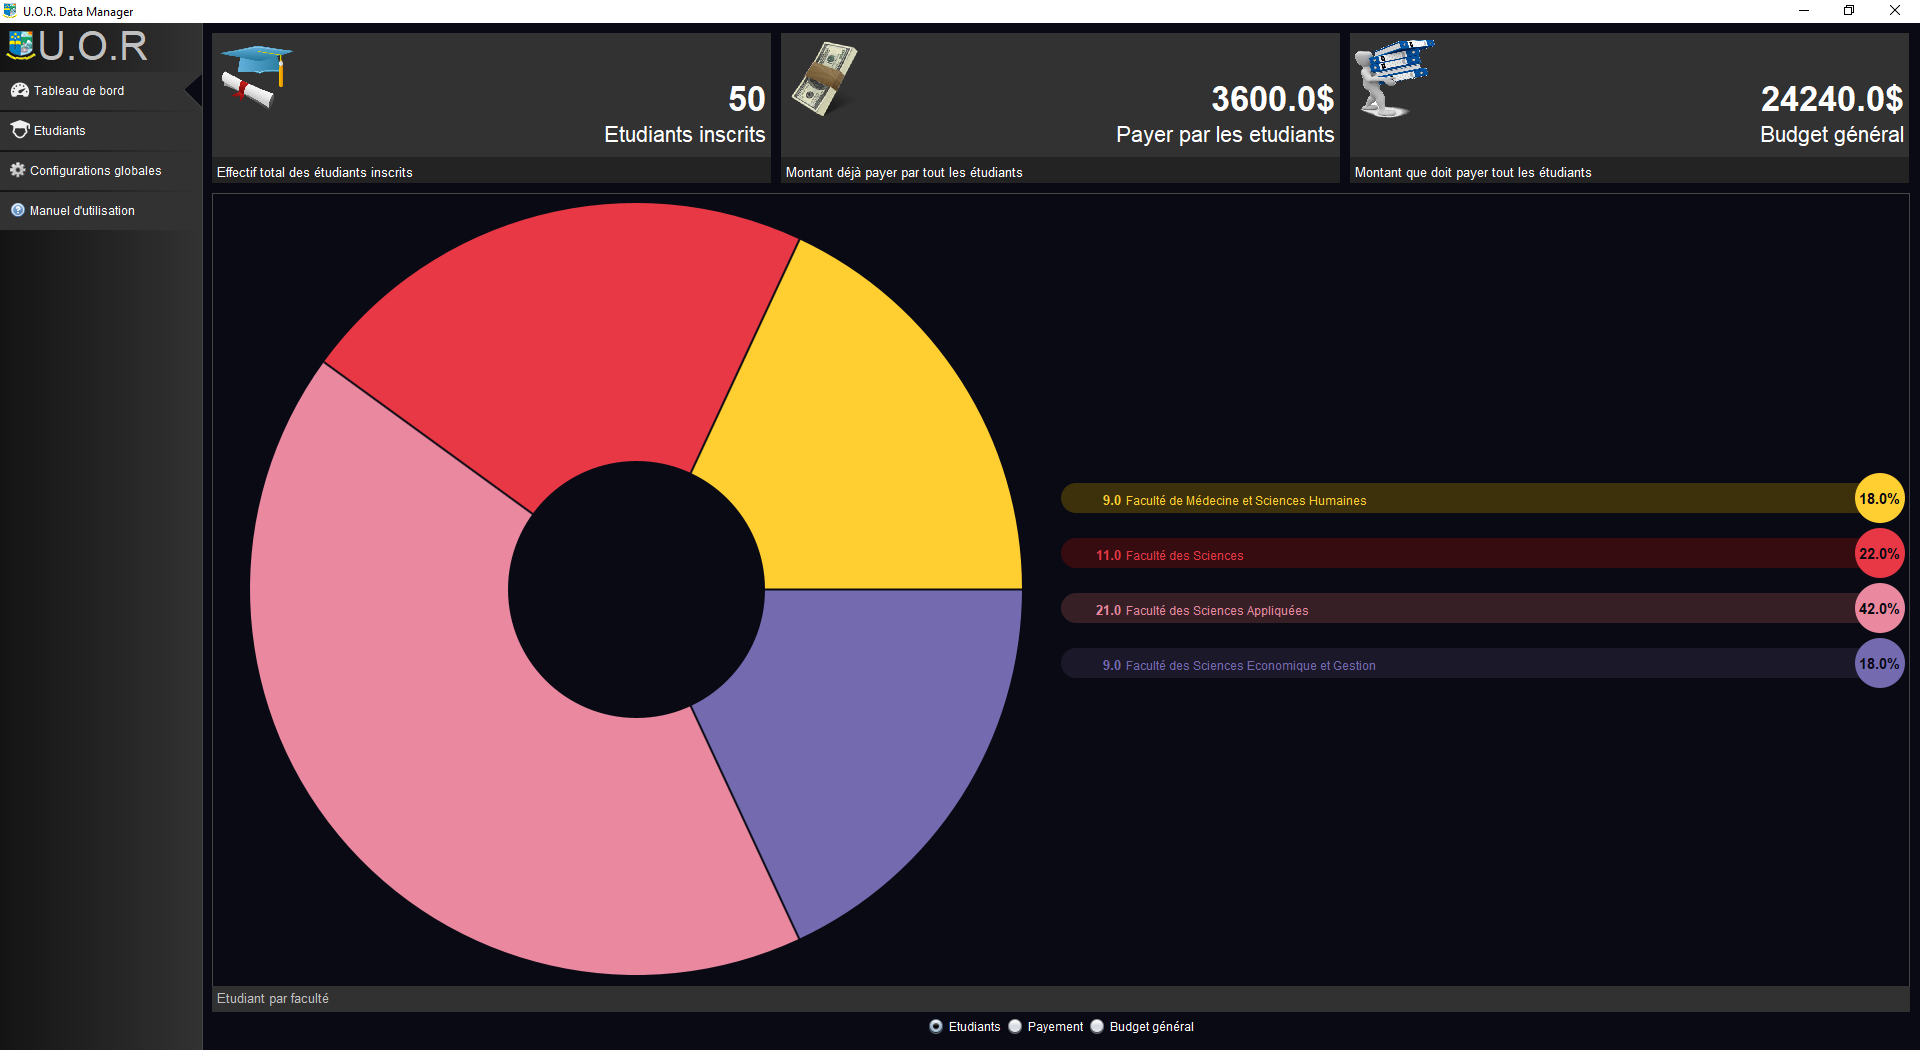 U.O.R. Data Manager
U.O.R
Tableau de bord
Etudiants
Configurations globales
Manuel d'utilisation
50
Etudiants inscrits
Effectif total des étudiants inscrits
3600.0$
Payer par les etudiants
Montant déjà payer par tout les étudiants
24240.0$
Budget général
Montant que doit payer tout les étudiants
9.0 Faculté de Médecine et Sciences Humaines 18.0%
11.0 Faculté des Sciences 22.0%
21.0 Faculté des Sciences Appliquées 42.0%
9.0 Faculté des Sciences Economique et Gestion 18.0%
Etudiant par faculté
Etudiants Payement Budget général